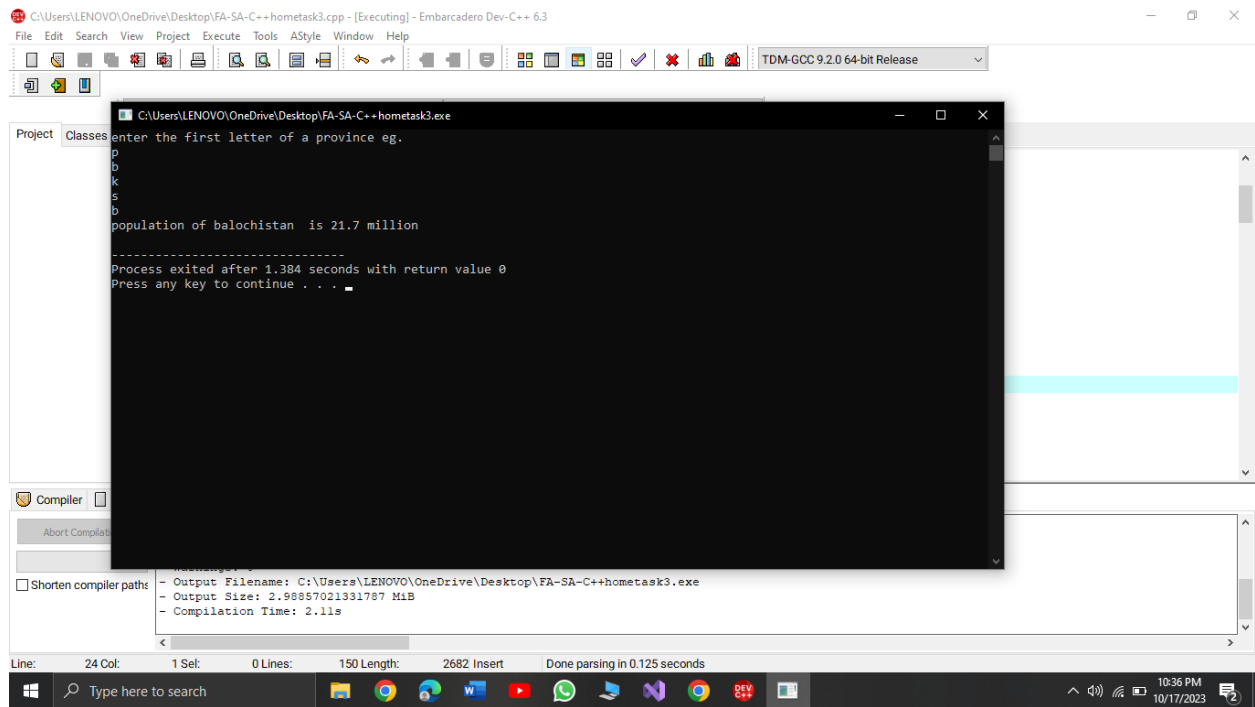 C:\Users\LENOVO\OneDrive\Desktop\FA-SA-C++hometask3.cpp - [Executing] - Embarcadero Dev-C++ 6.3
File Edit Search View Project Execute Tools AStyle Window Help
TDM-GCC 9.2.0 64-bit Release
C:\Users\LENOVO\OneDrive\Desktop\FA-SA-C++hometask3.exe
Project Classes
enter the first letter of a province eg.
p
b
k
s
b
population of balochistan  is 21.7 million
--------------------------------
Process exited after 1.384 seconds with return value 0
Press any key to continue . . .
Compiler
Abort Compilati
Shorten compiler paths
- Output Filename: C:\Users\LENOVO\OneDrive\Desktop\FA-SA-C++hometask3.exe
- Output Size: 2.98857021331787 MiB
- Compilation Time: 2.11s
Line: 24 Col: 1 Sel: 0 Lines: 150 Length: 2682 Insert Done parsing in 0.125 seconds
Type here to search
10:36 PM
10/17/2023
2